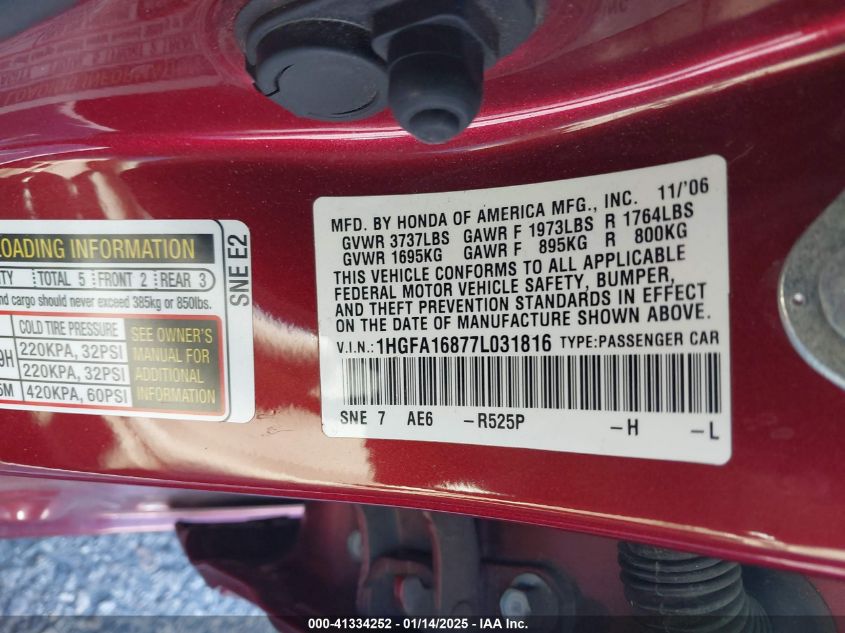 MFD. BY HONDA OF AMERICA MFG., INC. 11/'06
GVWR 3737LBS GAWR F 1973LBS R 1764LBS
GVWR 1695KG GAWR F 895KG R 800KG
THIS VEHICLE CONFORMS TO ALL APPLICABLE
FEDERAL MOTOR VEHICLE SAFETY, BUMPER,
AND THEFT PREVENTION STANDARDS IN EFFECT
ON THE DATE OF MANUFACTURE SHOWN ABOVE.
V.I.N.:1HGFA16877L031816 TYPE:PASSENGER CAR
SNE 7 AE6 -R525P -H -L
LOADING INFORMATION
TOTAL 5 FRONT 2 REAR 3
cargo should never exceed 385kg or 850lbs.
SNE E2
COLD TIRE PRESSURE
220KPA, 32PSI
220KPA, 32PSI
420KPA, 60PSI
SEE OWNER'S
MANUAL FOR
ADDITIONAL
INFORMATION
000-41334252 - 01/14/2025 - IAA Inc.